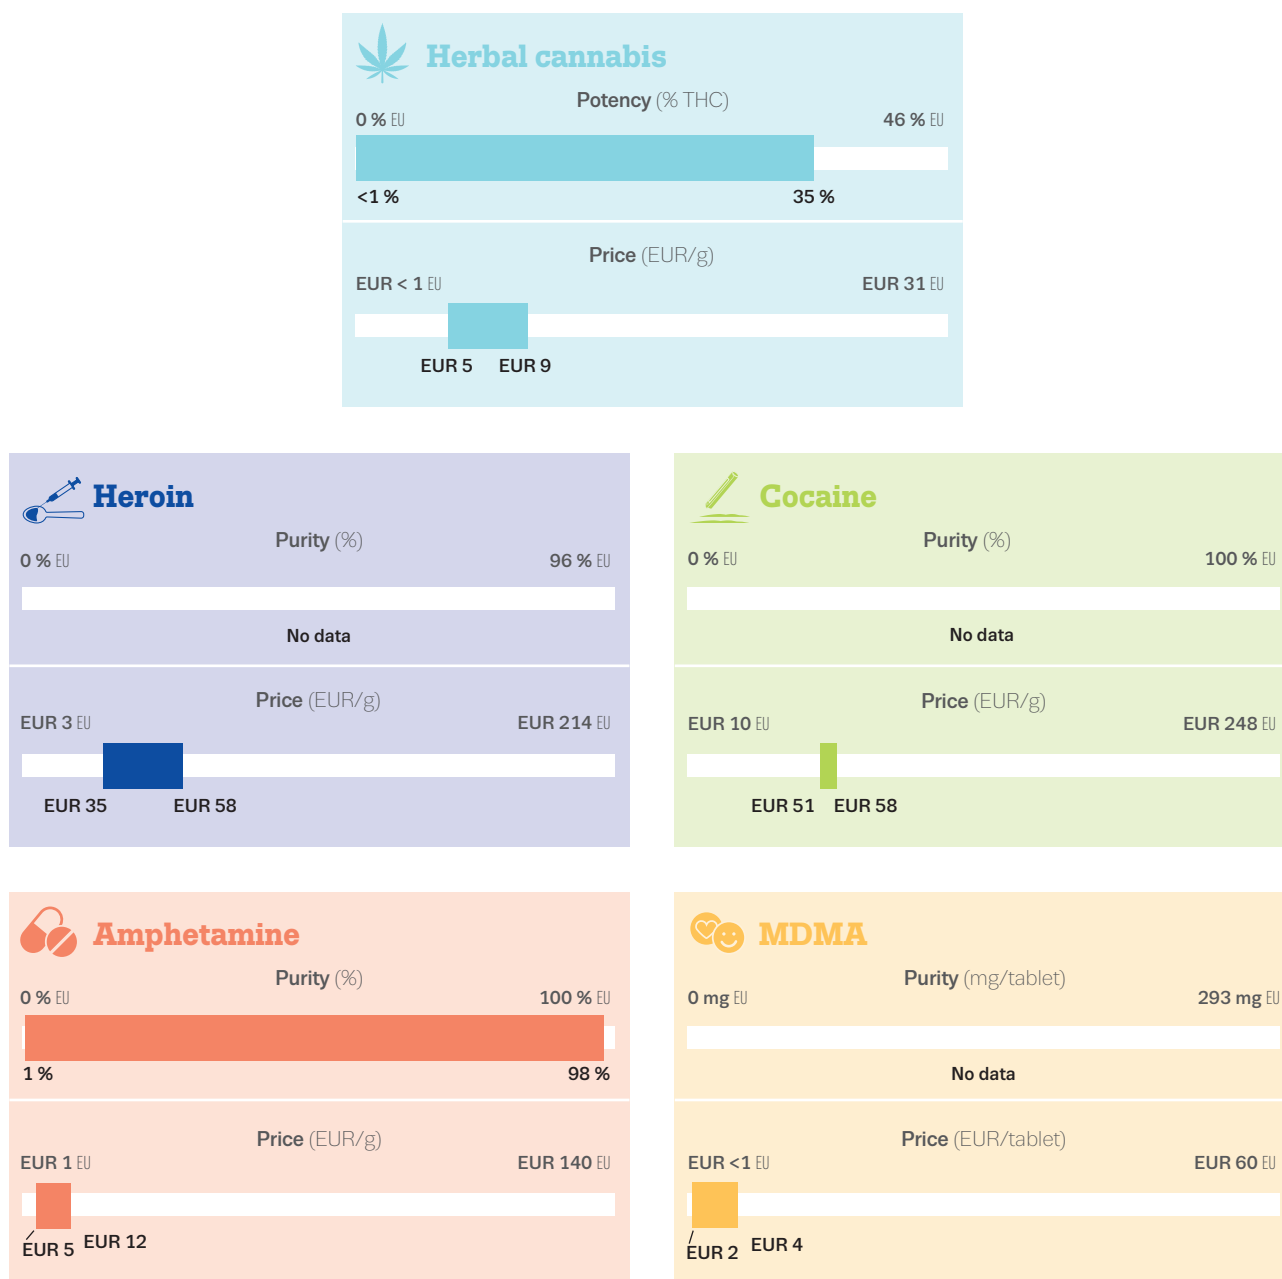 Herbal cannabis
Potency (% THC)
0 % EU 46 % EU
<1 % 35 %
Price (EUR/g)
EUR < 1 EU EUR 31 EU
EUR 5 EUR 9
Heroin
Purity (%)
0 % EU 96 % EU
No data
Price (EUR/g)
EUR 3 EU EUR 214 EU
EUR 35 EUR 58
Cocaine
Purity (%)
0 % EU 100 % EU
No data
Price (EUR/g)
EUR 10 EU EUR 248 EU
EUR 51 EUR 58
Amphetamine
Purity (%)
0 % EU 100 % EU
1 % 98 %
Price (EUR/g)
EUR 1 EU EUR 140 EU
EUR 5 EUR 12
MDMA
Purity (mg/tablet)
0 mg EU 293 mg EU
No data
Price (EUR/tablet)
EUR <1 EU EUR 60 EU
EUR 2 EUR 4